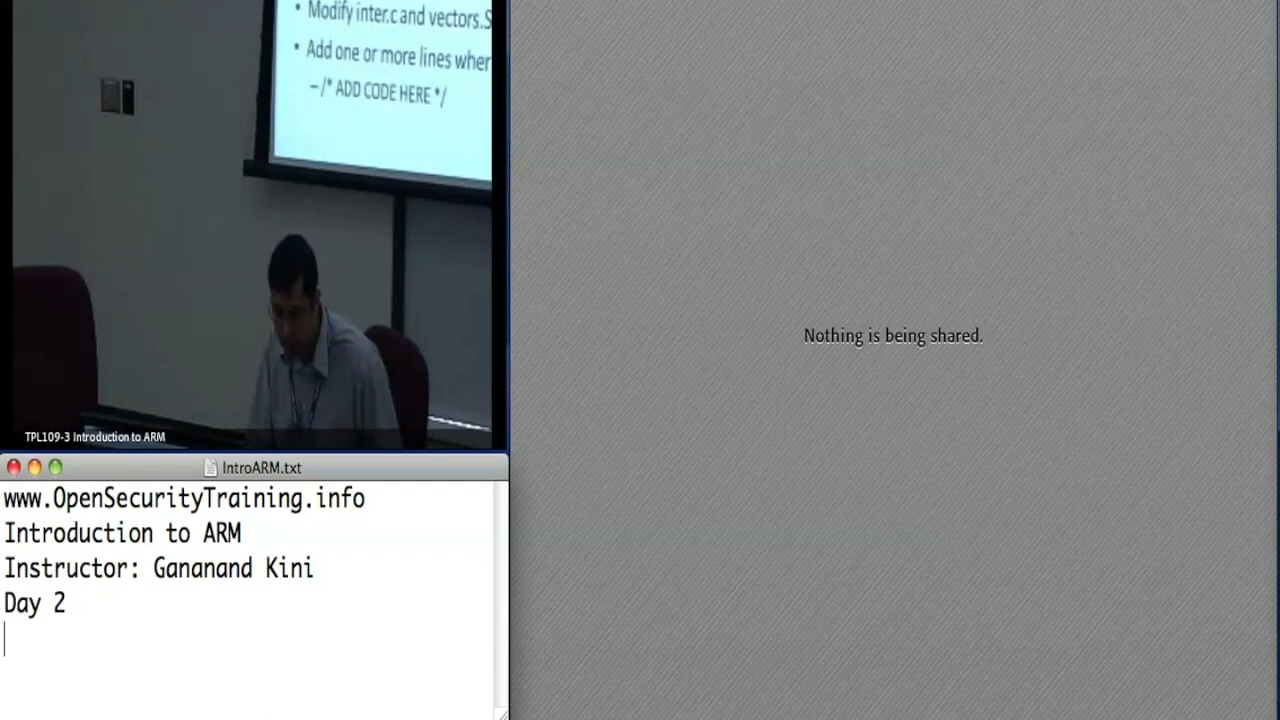 • Modify inter.c and vectors.S
• Add one or more lines wher
– /* ADD CODE HERE */
TPL109-3 Introduction to ARM
Nothing is being shared.
IntroARM.txt
www.OpenSecurityTraining.info
Introduction to ARM
Instructor: Gananand Kini
Day 2